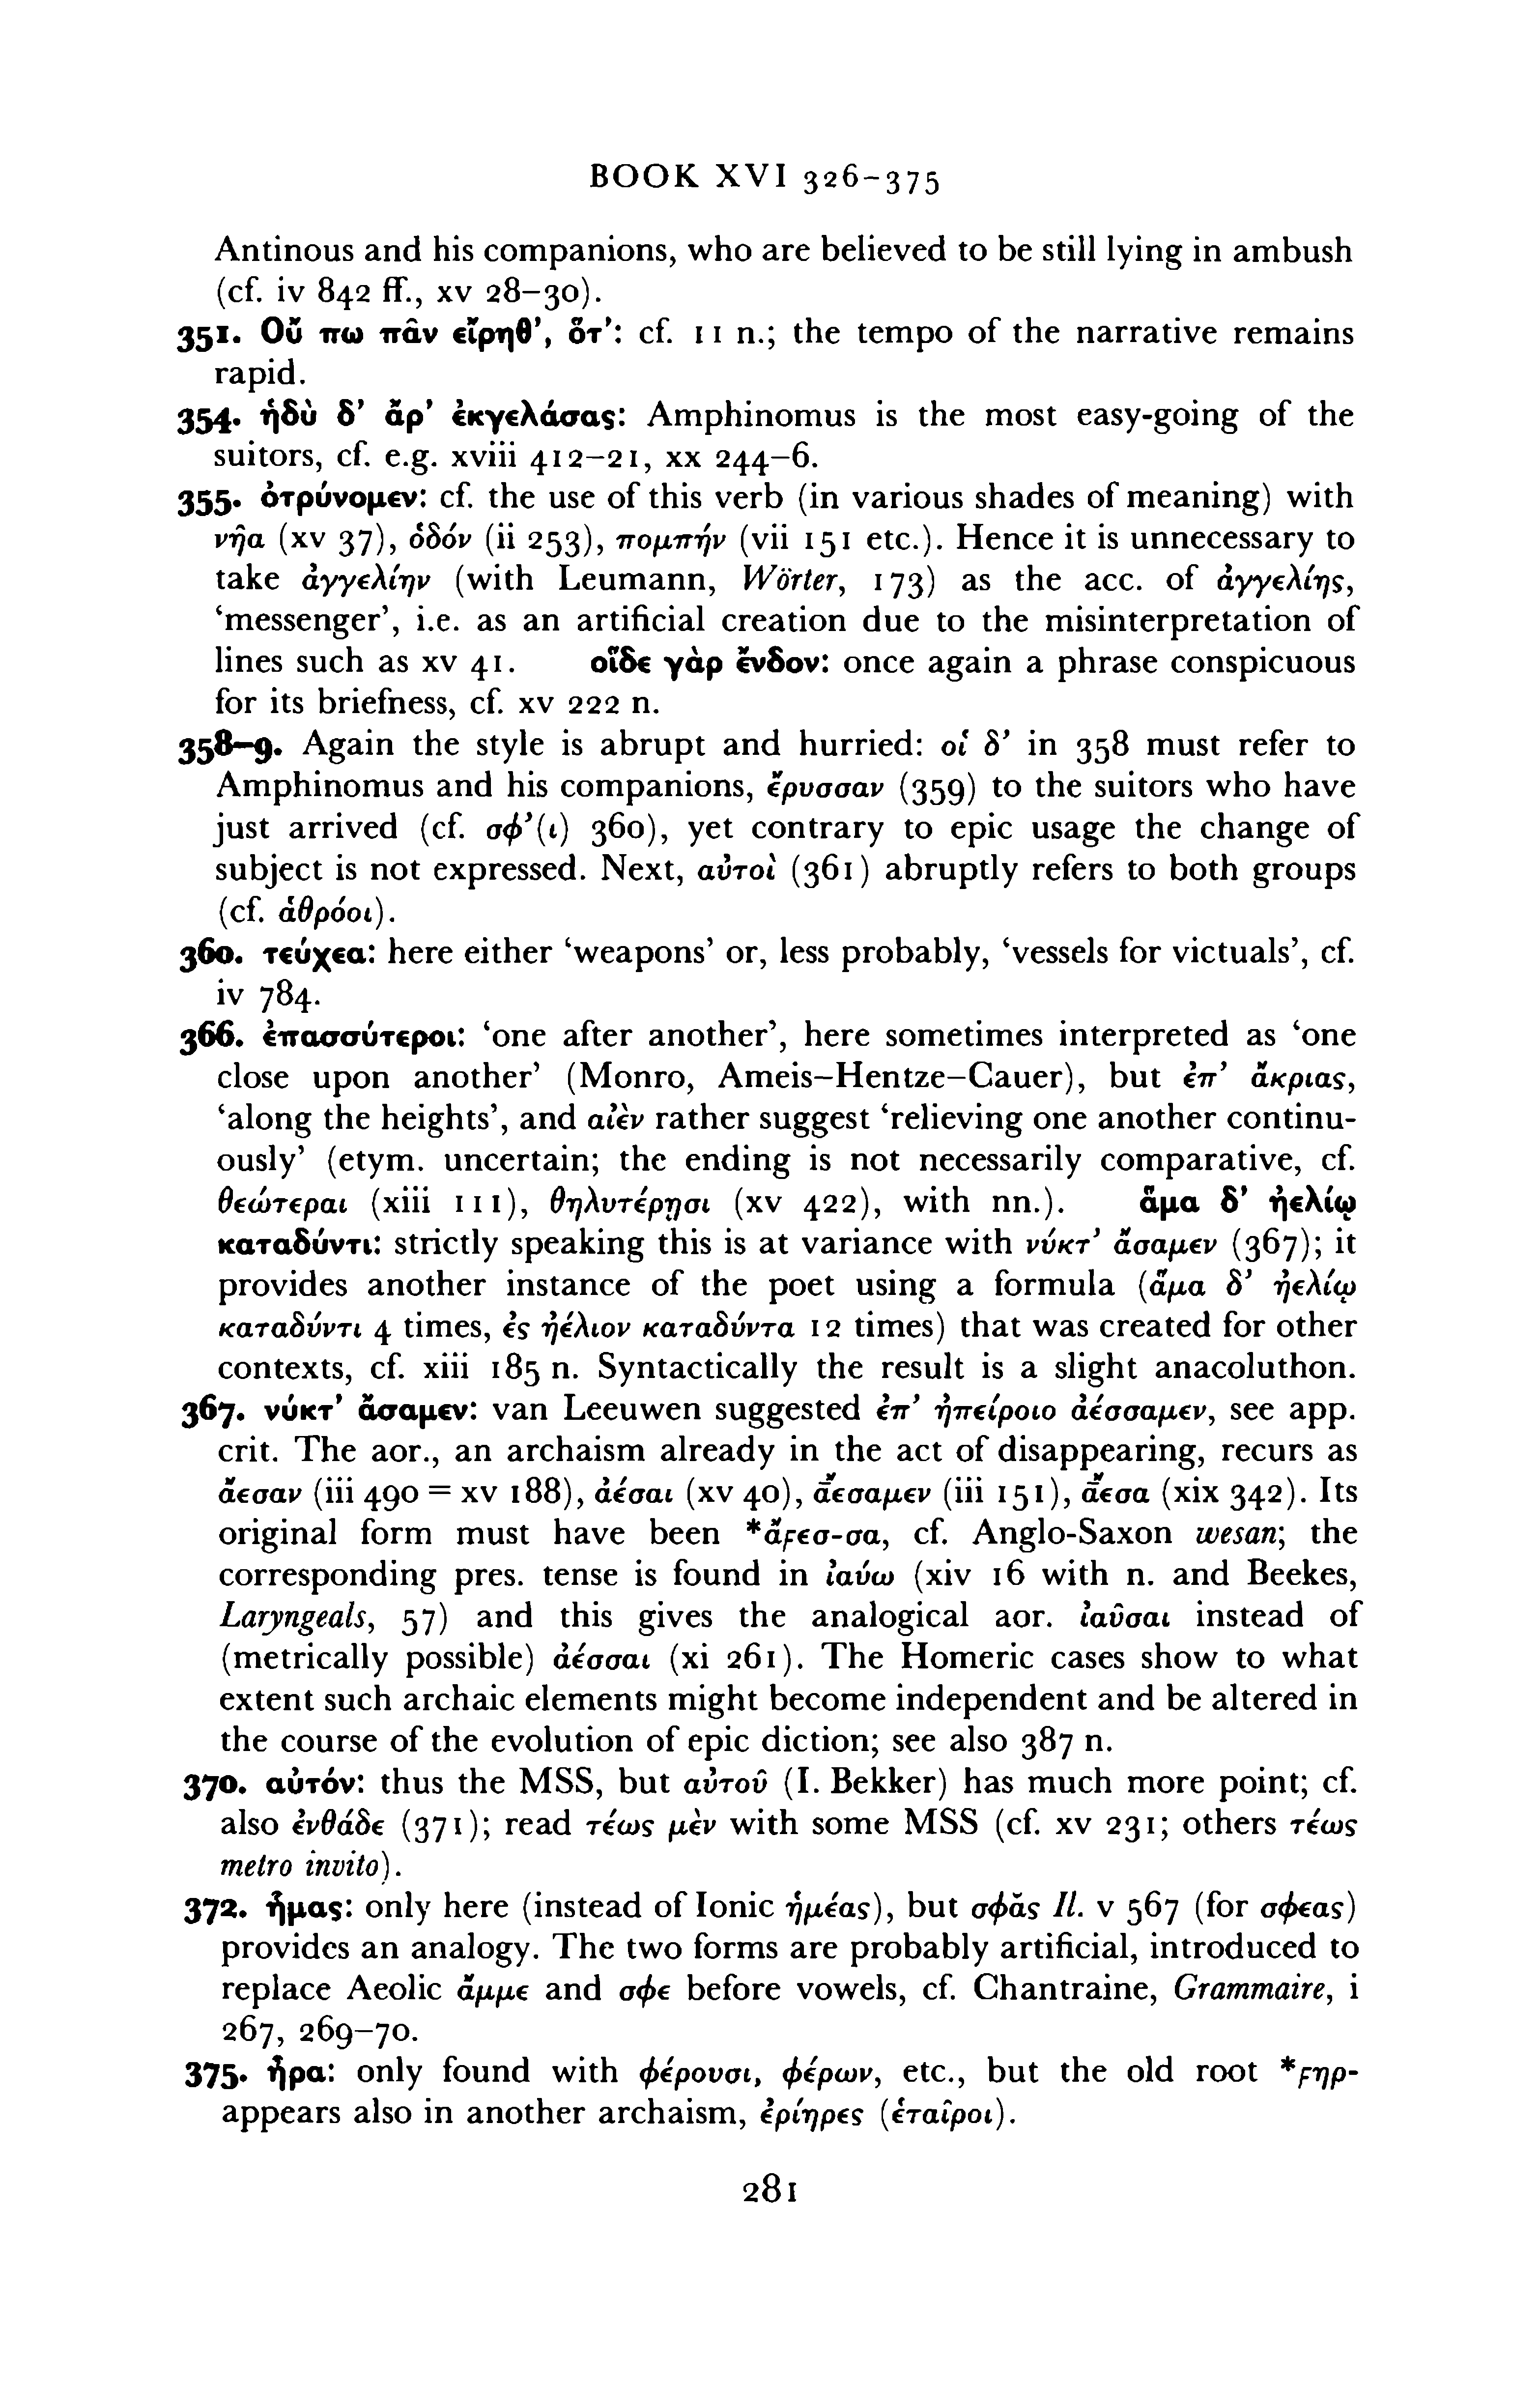 BOOK XVI 326–375
Antinous and his companions, who are believed to be still lying in ambush
(cf. iv 842 ff., xv 28–30).
351. Οὔ πω πᾶν εἴρηθ’, ὅτ’: cf. 11 n.; the tempo of the narrative remains
rapid.
354. ἡδὺ δ’ ἄρ’ ἐκγελάσας: Amphinomus is the most easy-going of the
suitors, cf. e.g. xviii 412–21, xx 244–6.
355. ὀτρύνομεν: cf. the use of this verb (in various shades of meaning) with
νῆα (xv 37), ὁδόν (ii 253), πομπήν (vii 151 etc.). Hence it is unnecessary to
take ἀγγελίην (with Leumann, Wörter, 173) as the acc. of ἀγγελίης,
‘messenger’, i.e. as an artificial creation due to the misinterpretation of
lines such as xv 41. οἵδε γὰρ ἔνδον: once again a phrase conspicuous
for its briefness, cf. xv 222 n.
358–9. Again the style is abrupt and hurried: οἱ δ’ in 358 must refer to
Amphinomus and his companions, ἔρυσσαν (359) to the suitors who have
just arrived (cf. σφ’(ι) 360), yet contrary to epic usage the change of
subject is not expressed. Next, αὐτοί (361) abruptly refers to both groups
(cf. ἀθρόοι).
360. τεύχεα: here either ‘weapons’ or, less probably, ‘vessels for victuals’, cf.
iv 784.
366. ἐπασσύτεροι: ‘one after another’, here sometimes interpreted as ‘one
close upon another’ (Monro, Ameis–Hentze–Cauer), but ἐπ’ ἄκριας,
‘along the heights’, and αἰὲν rather suggest ‘relieving one another continu-
ously’ (etym. uncertain; the ending is not necessarily comparative, cf.
θεώτεραι (xiii 111), θηλυτέρῃσι (xv 422), with nn.). ἅμα δ’ ἠελίῳ
καταδύντι: strictly speaking this is at variance with νύκτ’ ἄσαμεν (367); it
provides another instance of the poet using a formula (ἅμα δ’ ἠελίῳ
καταδύντι 4 times, ἐς ἠέλιον καταδύντα 12 times) that was created for other
contexts, cf. xiii 185 n. Syntactically the result is a slight anacoluthon.
367. νύκτ’ ἄσαμεν: van Leeuwen suggested ἐπ’ ἠπείροιο ἀέσσαμεν, see app.
crit. The aor., an archaism already in the act of disappearing, recurs as
ἄεσαν (iii 490 = xv 188), ἀέσαι (xv 40), ἄ̄εσαμεν (iii 151), ἄ̄εσα (xix 342). Its
original form must have been *ἄϝεσ-σα, cf. Anglo-Saxon wesan; the
corresponding pres. tense is found in ἰαύω (xiv 16 with n. and Beekes,
Laryngeals, 57) and this gives the analogical aor. ἰαῦσαι instead of
(metrically possible) ἀέσσαι (xi 261). The Homeric cases show to what
extent such archaic elements might become independent and be altered in
the course of the evolution of epic diction; see also 387 n.
370. αὐτόν: thus the MSS, but αὐτοῦ (I. Bekker) has much more point; cf.
also ἐνθάδε (371); read τέως μὲν with some MSS (cf. xv 231; others τέως
metro invito).
372. ἧμας: only here (instead of Ionic ἡμέας), but σφᾶς Il. v 567 (for σφεας)
provides an analogy. The two forms are probably artificial, introduced to
replace Aeolic ἄμμε and σφε before vowels, cf. Chantraine, Grammaire, i
267, 269–70.
375. ἦρα: only found with φέρουσι, φέρων, etc., but the old root *ϝηρ-
appears also in another archaism, ἐρίηρες (ἑταῖροι).
281